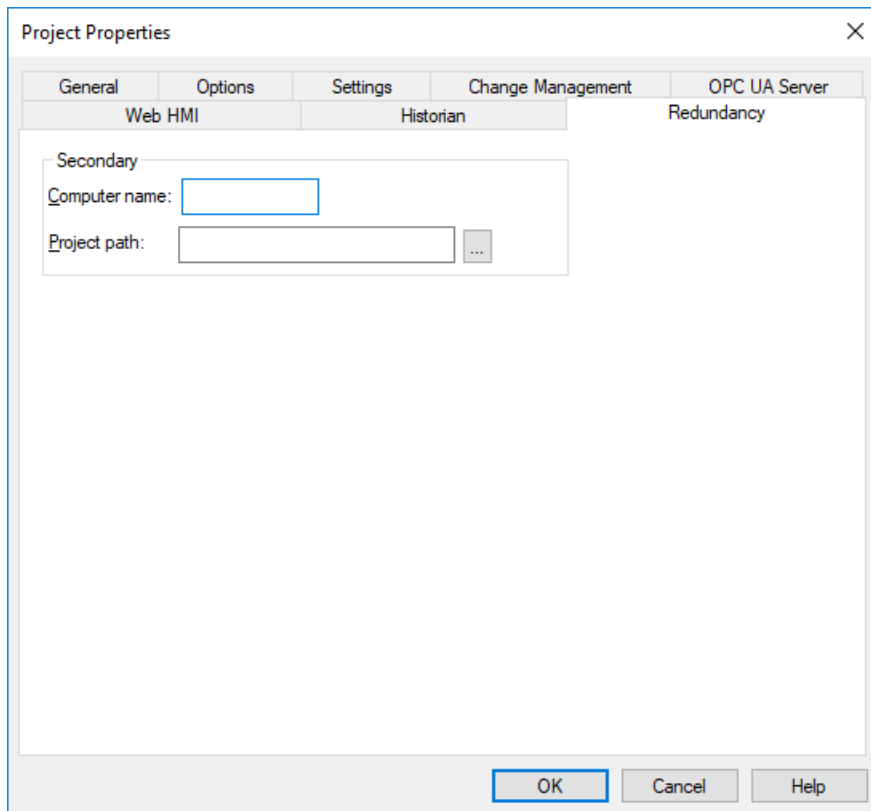 Project Properties
General Options Settings Change Management OPC UA Server
Web HMI Historian Redundancy
Secondary
Computer name:
Project path:
...
OK Cancel Help